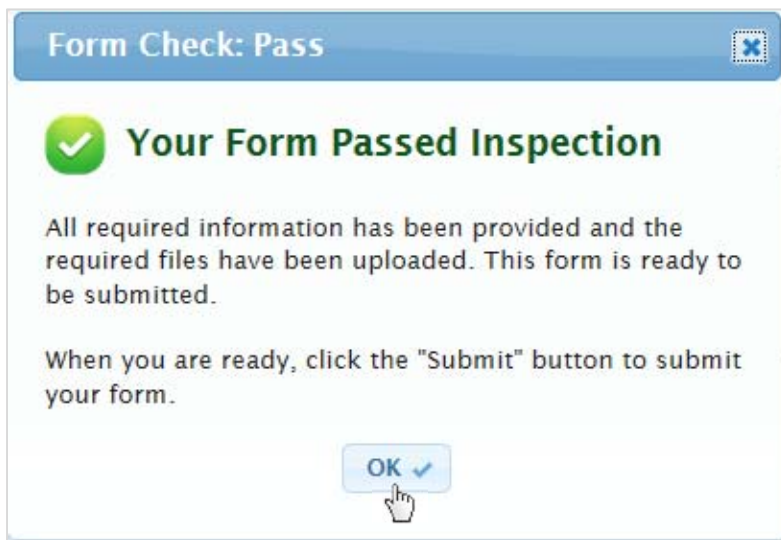 Form Check: Pass
Your Form Passed Inspection
All required information has been provided and the
required files have been uploaded. This form is ready to
be submitted.
When you are ready, click the "Submit" button to submit
your form.
OK